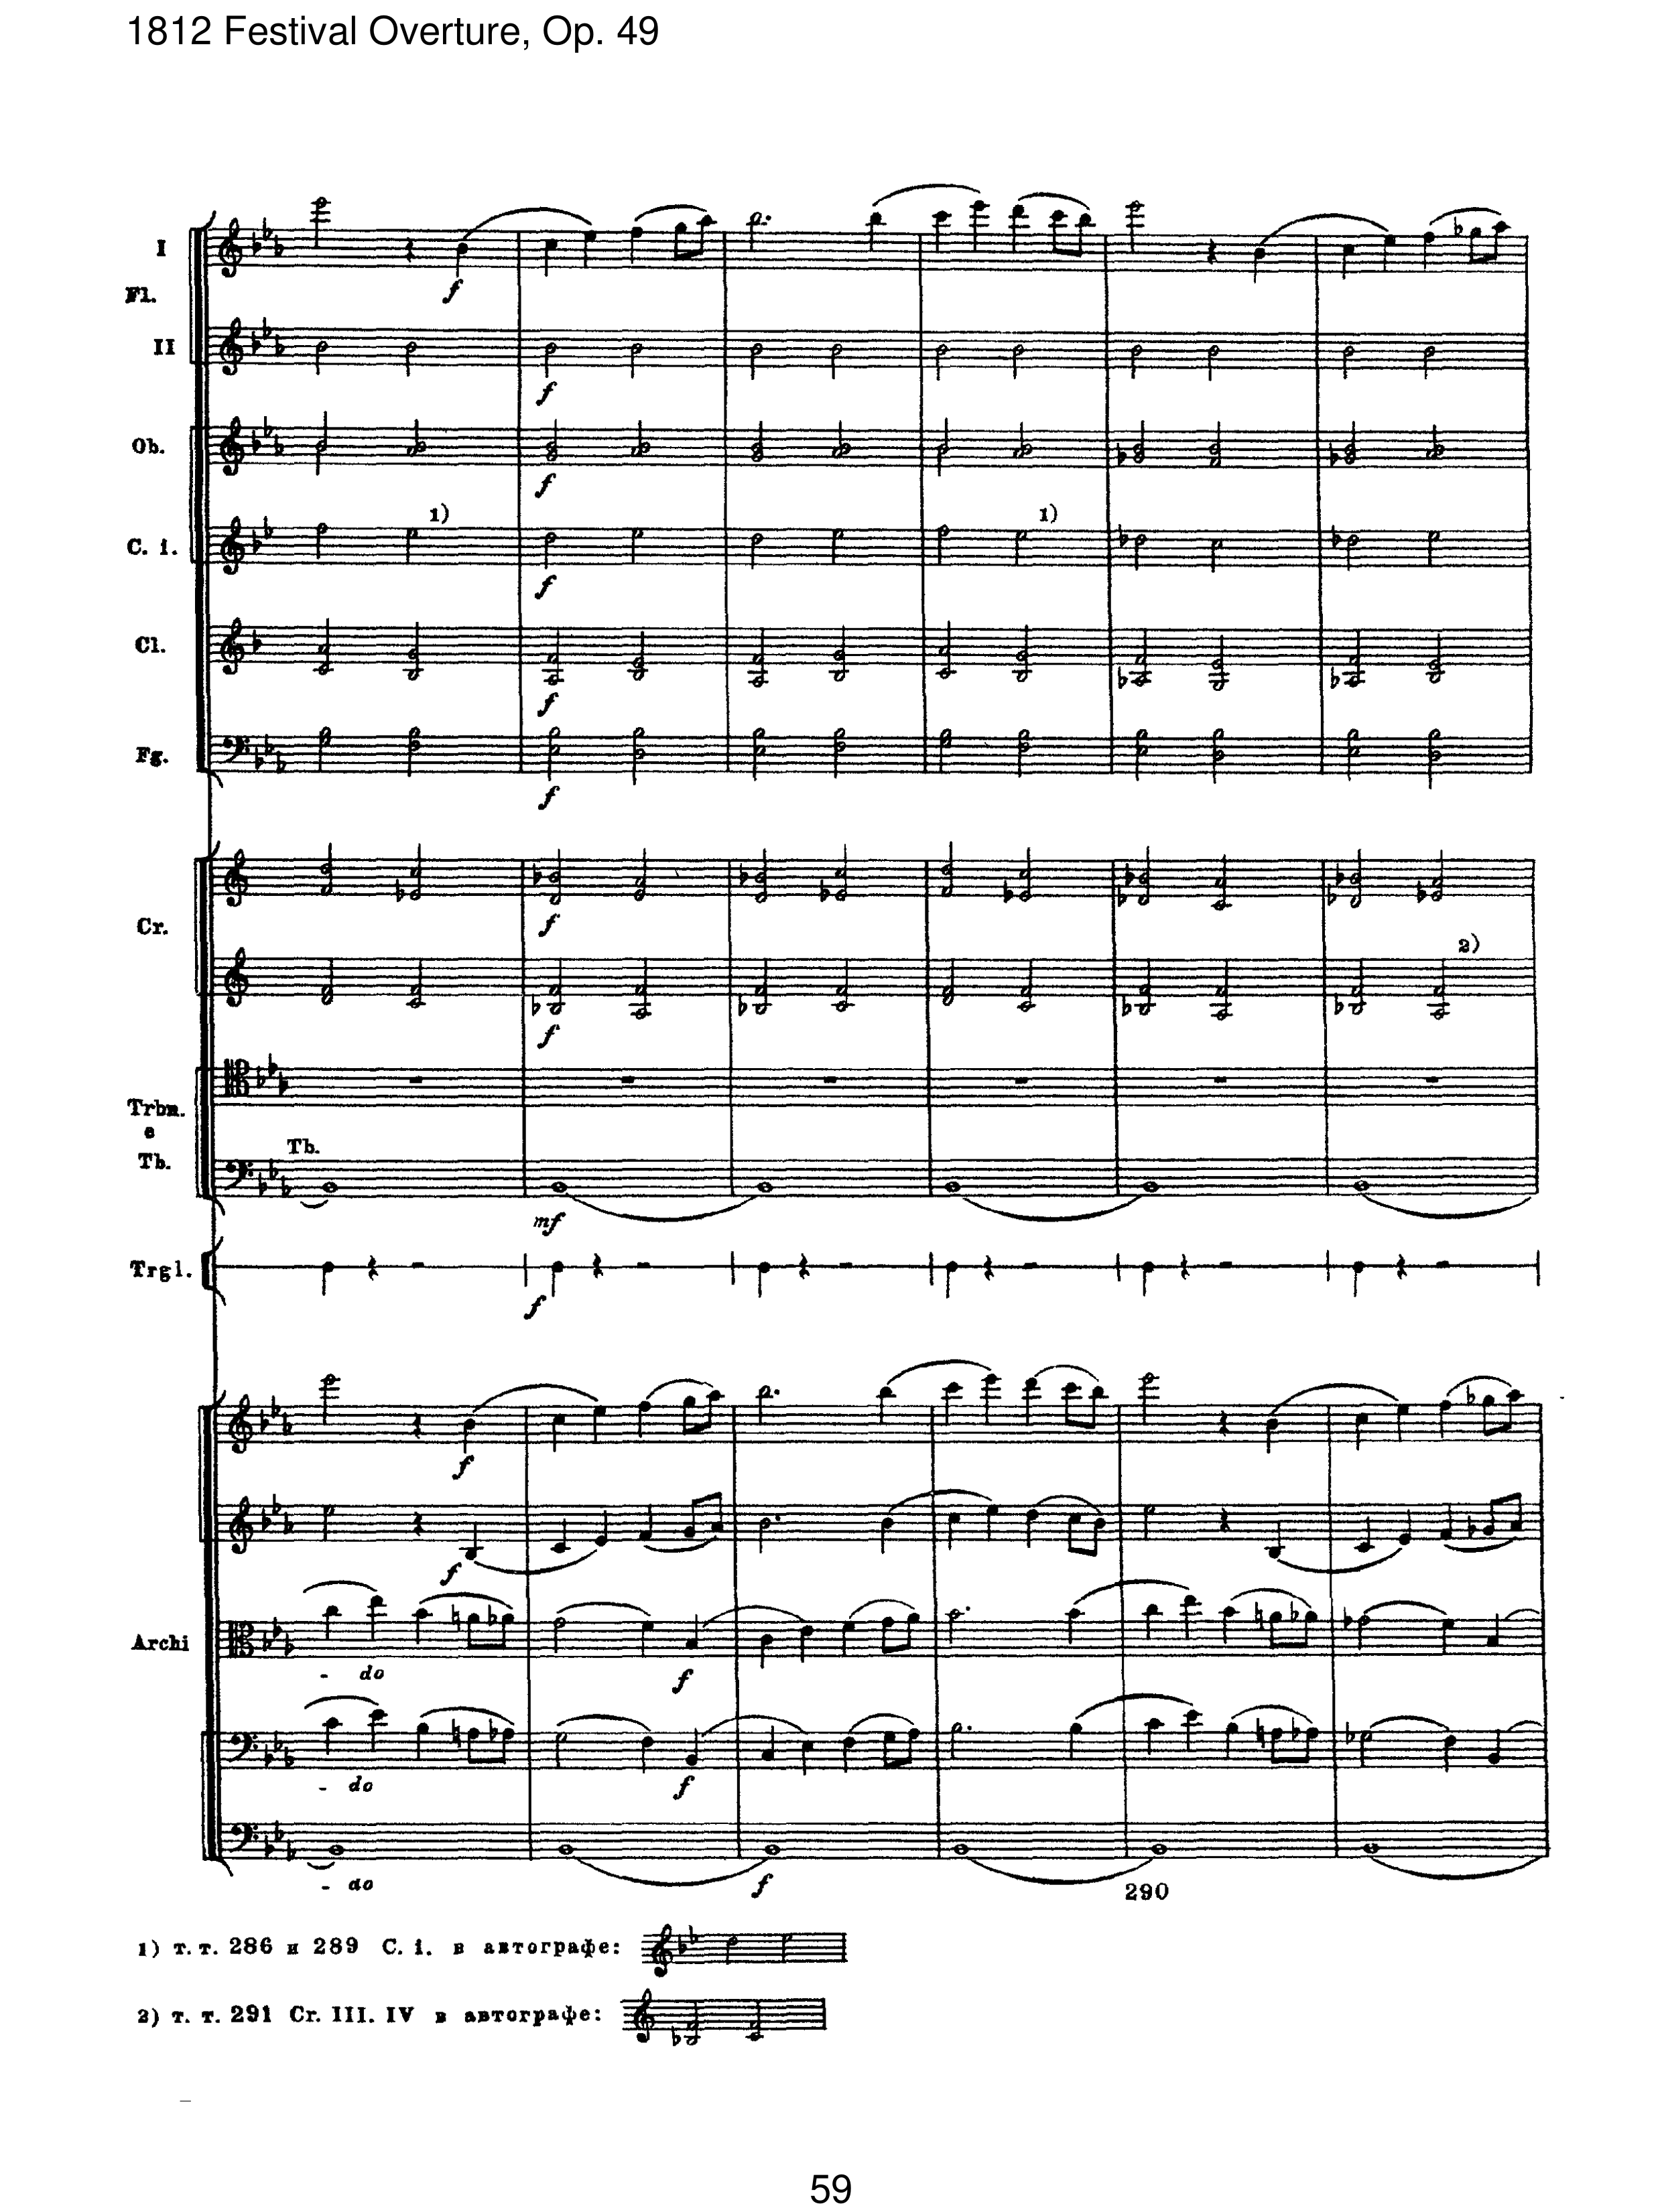 1812 Festival Overture, Op. 49
I
Fl.
f
II
f
Ob.
f
1)
1)
C. i.
f
Cl.
f
Fg.
f
f
Cr.
2)
f
Trbn.
e
Tb.
Tb.
mf
Trgl.
f
f
f
Archi
- do
f
- do
f
- do
f
290
1) т. т. 286 и 289 C. i. в автографе:
2) т. т. 291 Cr. III. IV в автографе:
59